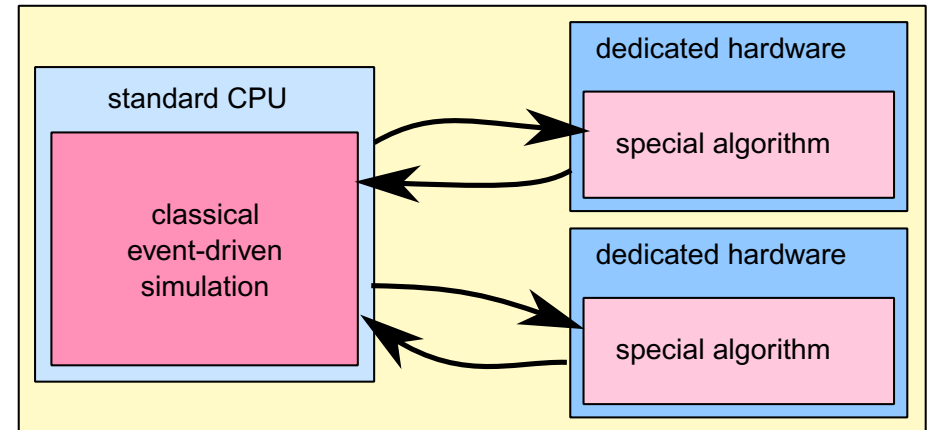 standard CPU
classical
event-driven
simulation
dedicated hardware
special algorithm
dedicated hardware
special algorithm